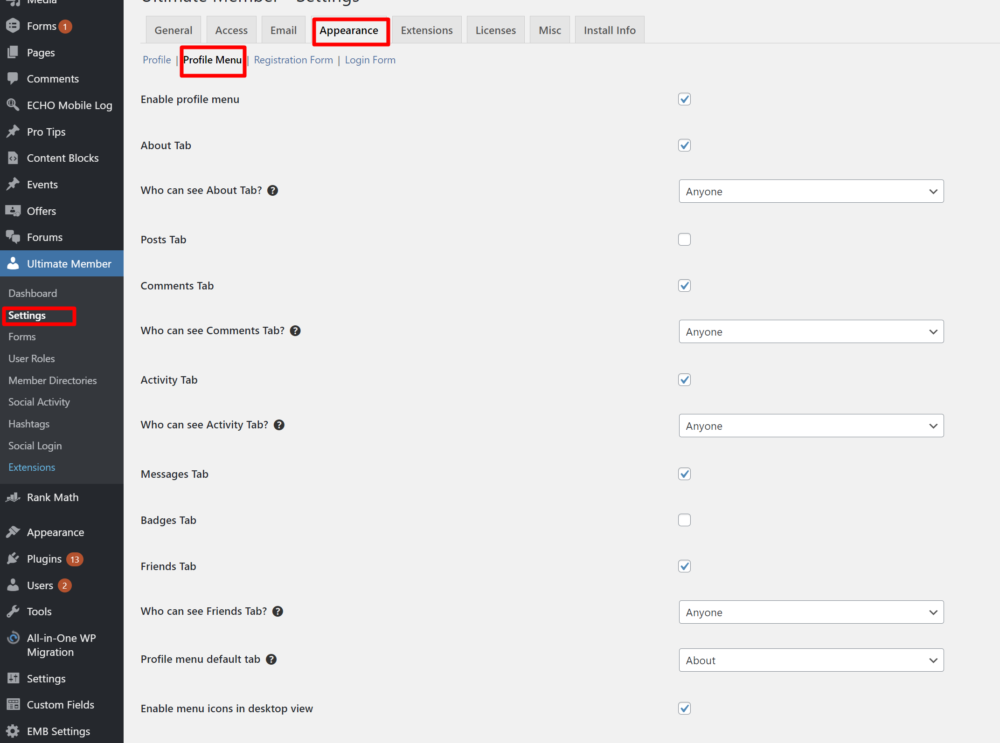 Media
Forms 1
Pages
Comments
ECHO Mobile Log
Pro Tips
Content Blocks
Events
Offers
Forums
Ultimate Member
Dashboard
Settings
Forms
User Roles
Member Directories
Social Activity
Hashtags
Social Login
Extensions
Rank Math
Appearance
Plugins 13
Users 2
Tools
All-in-One WP
Migration
Settings
Custom Fields
EMB Settings
Ultimate Member - Settings
General Access Email Appearance Extensions Licenses Misc Install Info
Profile | Profile Menu | Registration Form | Login Form
Enable profile menu
About Tab
Who can see About Tab? ? Anyone
Posts Tab
Comments Tab
Who can see Comments Tab? ? Anyone
Activity Tab
Who can see Activity Tab? ? Anyone
Messages Tab
Badges Tab
Friends Tab
Who can see Friends Tab? ? Anyone
Profile menu default tab ? About
Enable menu icons in desktop view